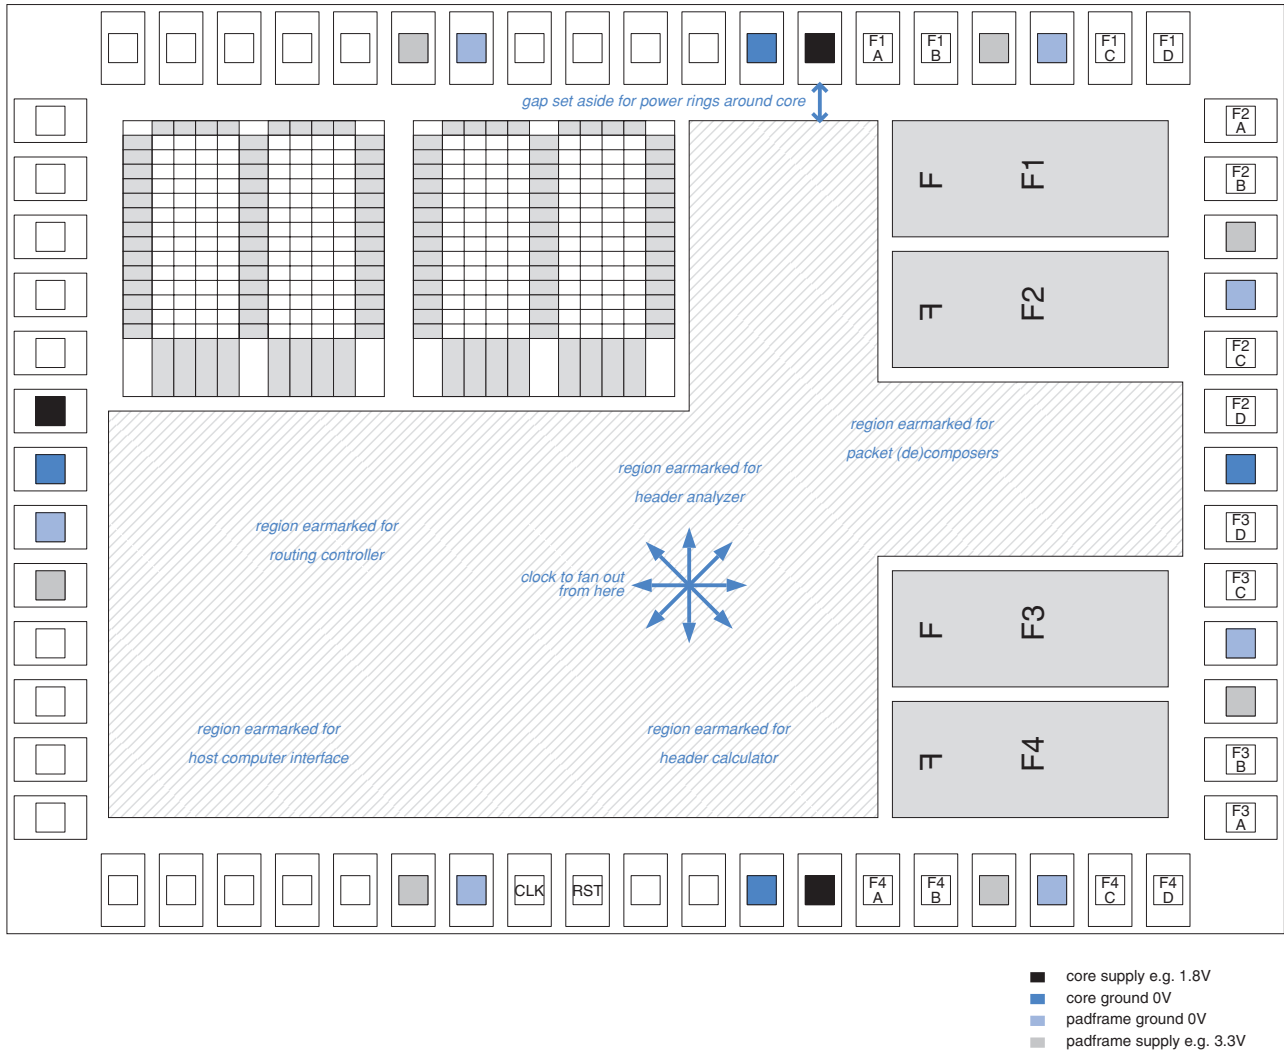 F1
A
F1
B
F1
C
F1
D
gap set aside for power rings around core
F2
A
F2
B
F2
C
F2
D
F3
D
F3
C
F3
B
F3
A
F
F1
F
F2
region earmarked for
packet (de)composers
region earmarked for
header analyzer
region earmarked for
routing controller
clock to fan out
from here
F
F3
region earmarked for
host computer interface
region earmarked for
header calculator
F
F4
CLK
RST
F4
A
F4
B
F4
C
F4
D
core supply e.g. 1.8V
core ground 0V
padframe ground 0V
padframe supply e.g. 3.3V